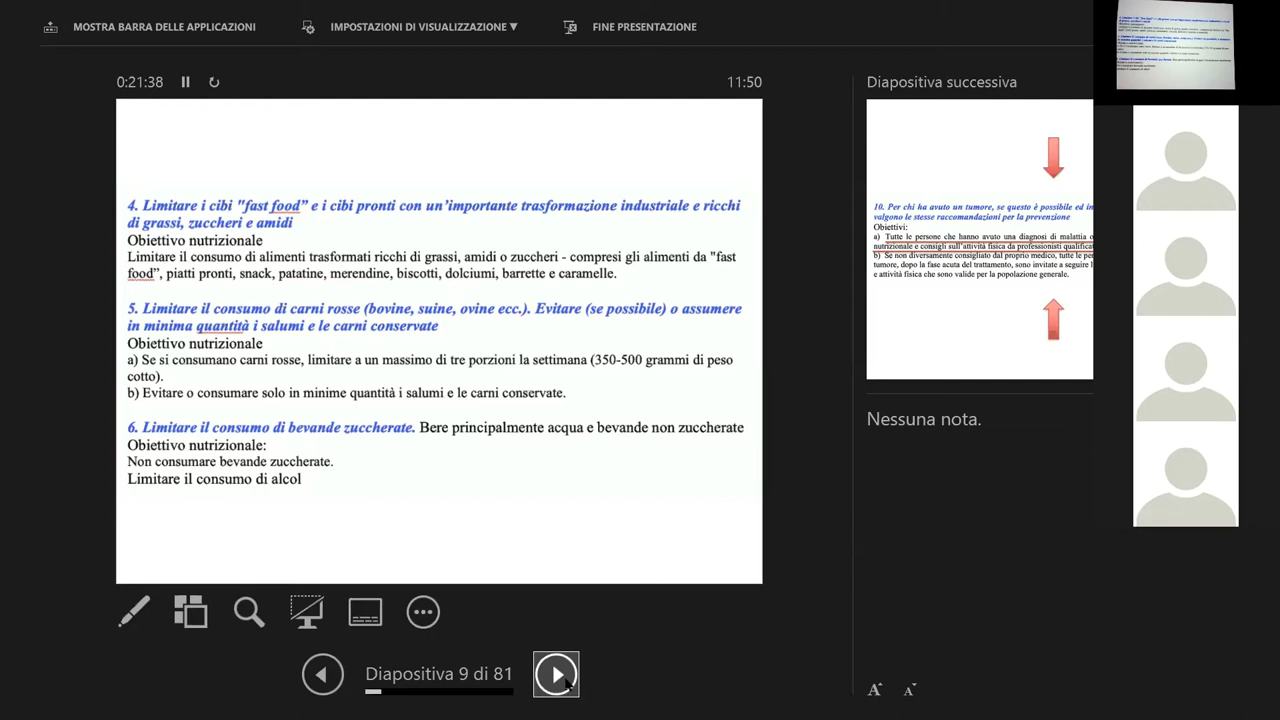 MOSTRA BARRA DELLE APPLICAZIONI
IMPOSTAZIONI DI VISUALIZZAZIONE ▼
FINE PRESENTAZIONE
0:21:38
11:50
4. Limitare i cibi "fast food” e i cibi pronti con un’importante trasformazione industriale e ricchi
di grassi, zuccheri e amidi
Obiettivo nutrizionale
Limitare il consumo di alimenti trasformati ricchi di grassi, amidi o zuccheri - compresi gli alimenti da "fast
food”, piatti pronti, snack, patatine, merendine, biscotti, dolciumi, barrette e caramelle.
5. Limitare il consumo di carni rosse (bovine, suine, ovine ecc.). Evitare (se possibile) o assumere
in minima quantità i salumi e le carni conservate
Obiettivo nutrizionale
a) Se si consumano carni rosse, limitare a un massimo di tre porzioni la settimana (350-500 grammi di peso
cotto).
b) Evitare o consumare solo in minime quantità i salumi e le carni conservate.
6. Limitare il consumo di bevande zuccherate. Bere principalmente acqua e bevande non zuccherate
Obiettivo nutrizionale:
Non consumare bevande zuccherate.
Limitare il consumo di alcol
Diapositiva 9 di 81
Diapositiva successiva
10. Per chi ha avuto un tumore, se questo è possibile ed in
valgono le stesse raccomandazioni per la prevenzione
Obiettivi:
a) Tutte le persone che hanno avuto una diagnosi di malattia o
nutrizionale e consigli sull'attività fisica da professionisti qualificat
b) Se non diversamente consigliato dal proprio medico, tutte le per
tumore, dopo la fase acuta del trattamento, sono invitate a seguire l
e attività fisica che sono valide per la popolazione generale.
Nessuna nota.
A A